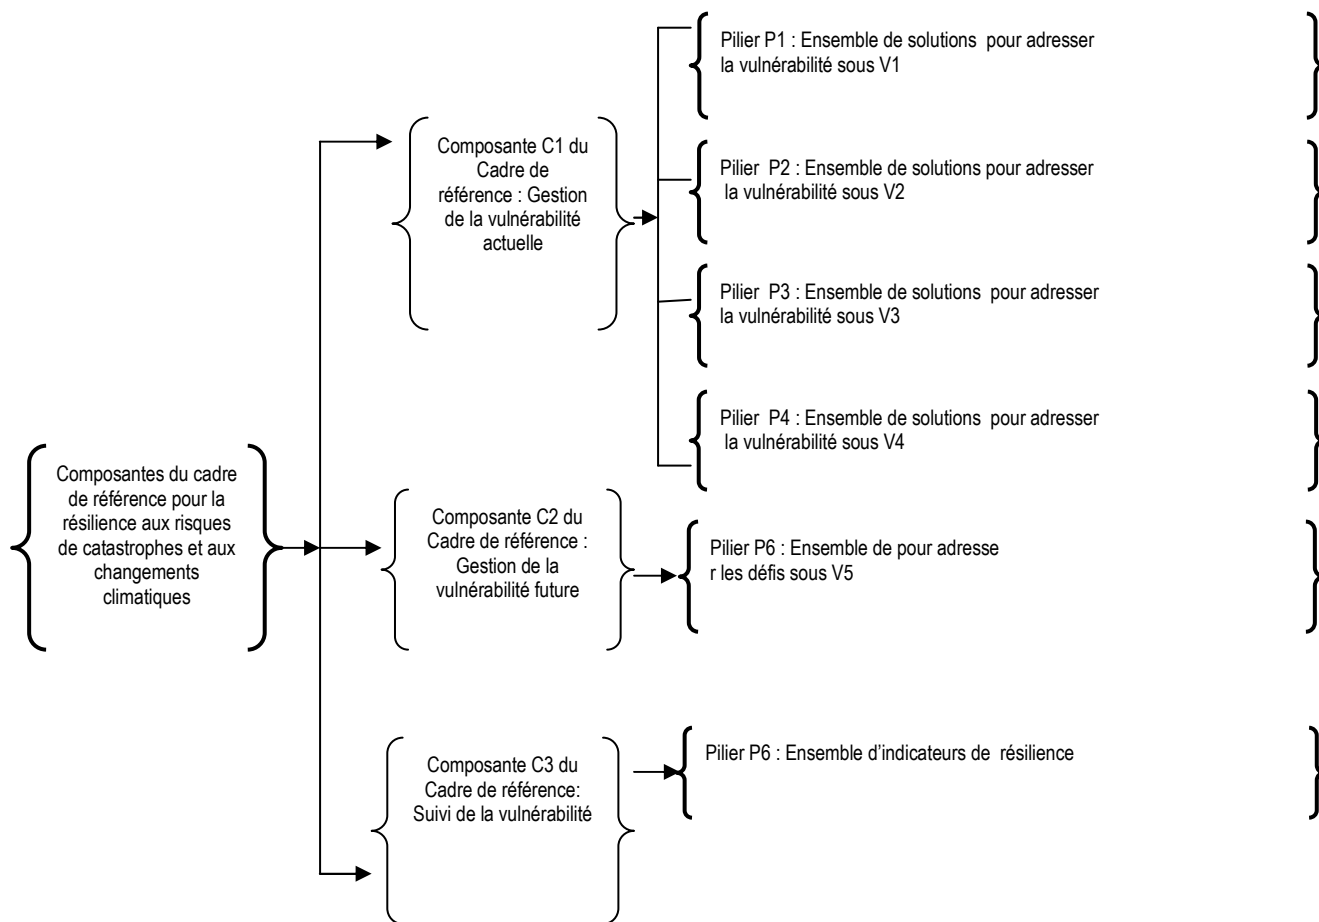 Composantes du cadre
de référence pour la
résilience aux risques
de catastrophes et aux
changements
climatiques
Composante C1 du
Cadre de
référence : Gestion
de la vulnérabilité
actuelle
Pilier P1 : Ensemble de solutions pour adresser
la vulnérabilité sous V1
Pilier P2 : Ensemble de solutions pour adresser
la vulnérabilité sous V2
Pilier P3 : Ensemble de solutions pour adresser
la vulnérabilité sous V3
Pilier P4 : Ensemble de solutions pour adresser
la vulnérabilité sous V4
Composante C2 du
Cadre de référence :
Gestion de la
vulnérabilité future
Pilier P6 : Ensemble de pour adresse
r les défis sous V5
Composante C3 du
Cadre de référence:
Suivi de la vulnérabilité
Pilier P6 : Ensemble d'indicateurs de résilience